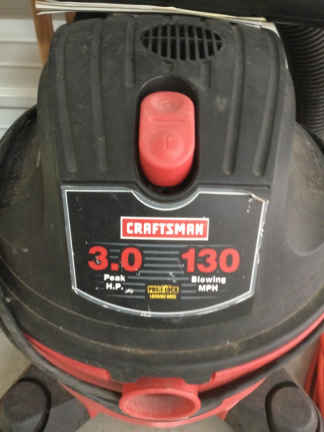 CRAFTSMAN
3.0 130
Peak Blowing
H.P. MPH